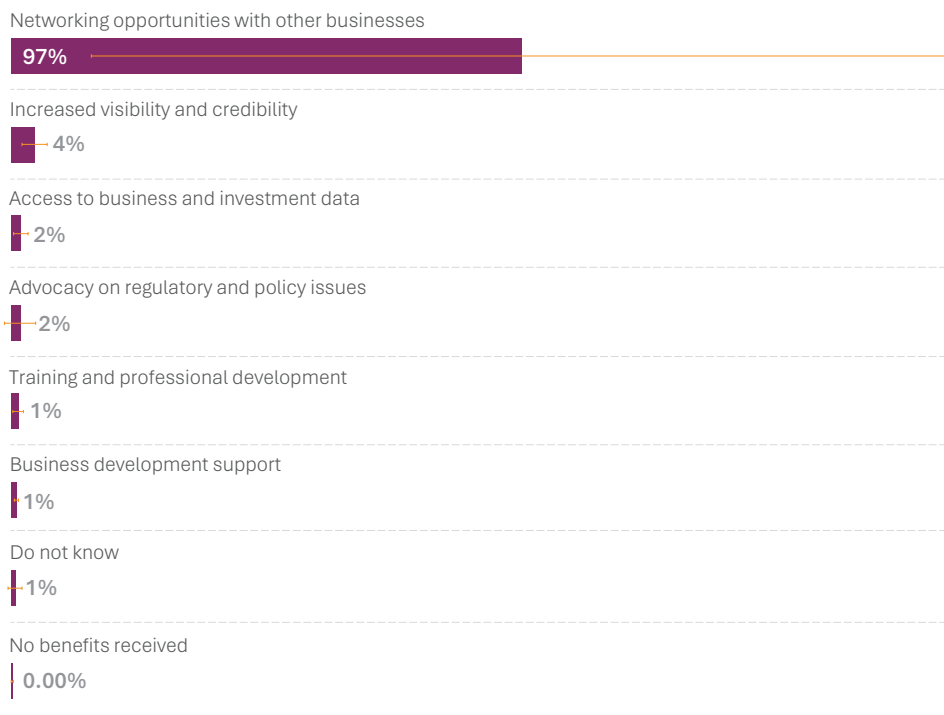 Networking opportunities with other businesses
97%
Increased visibility and credibility
4%
Access to business and investment data
2%
Advocacy on regulatory and policy issues
2%
Training and professional development
1%
Business development support
1%
Do not know
1%
No benefits received
0.00%